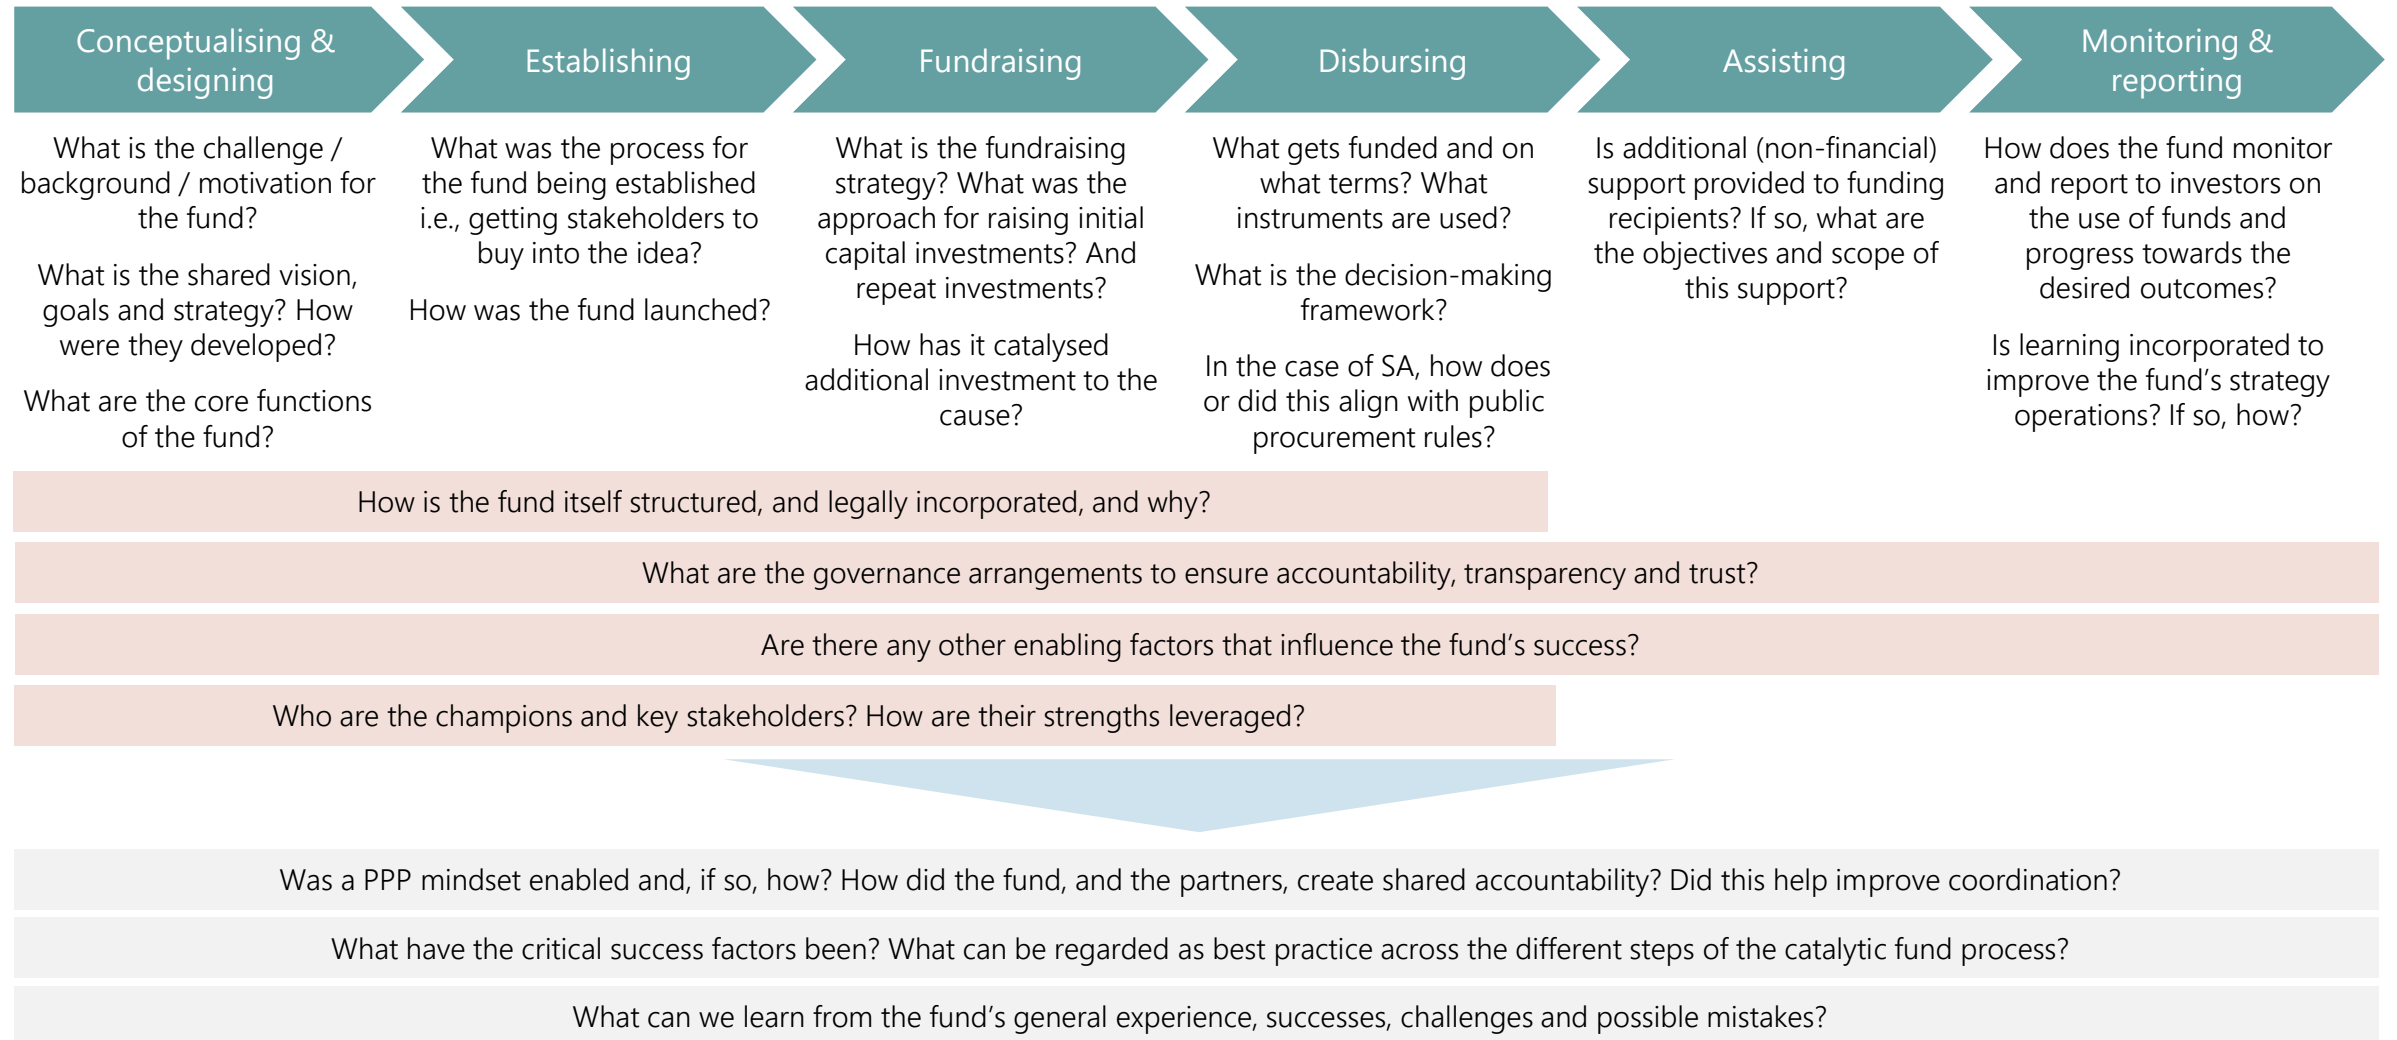 Conceptualising &
designing
Establishing
Fundraising
Disbursing
Assisting
Monitoring &
reporting
What is the challenge /
background / motivation for
the fund?
What is the shared vision,
goals and strategy? How
were they developed?
What are the core functions
of the fund?
What was the process for
the fund being established
i.e., getting stakeholders to
buy into the idea?
How was the fund launched?
What is the fundraising
strategy? What was the
approach for raising initial
capital investments? And
repeat investments?
How has it catalysed
additional investment to the
cause?
What gets funded and on
what terms? What
instruments are used?
What is the decision-making
framework?
In the case of SA, how does
or did this align with public
procurement rules?
Is additional (non-financial)
support provided to funding
recipients? If so, what are
the objectives and scope of
this support?
How does the fund monitor
and report to investors on
the use of funds and
progress towards the
desired outcomes?
Is learning incorporated to
improve the fund’s strategy
operations? If so, how?
How is the fund itself structured, and legally incorporated, and why?
What are the governance arrangements to ensure accountability, transparency and trust?
Are there any other enabling factors that influence the fund’s success?
Who are the champions and key stakeholders? How are their strengths leveraged?
Was a PPP mindset enabled and, if so, how? How did the fund, and the partners, create shared accountability? Did this help improve coordination?
What have the critical success factors been? What can be regarded as best practice across the different steps of the catalytic fund process?
What can we learn from the fund’s general experience, successes, challenges and possible mistakes?